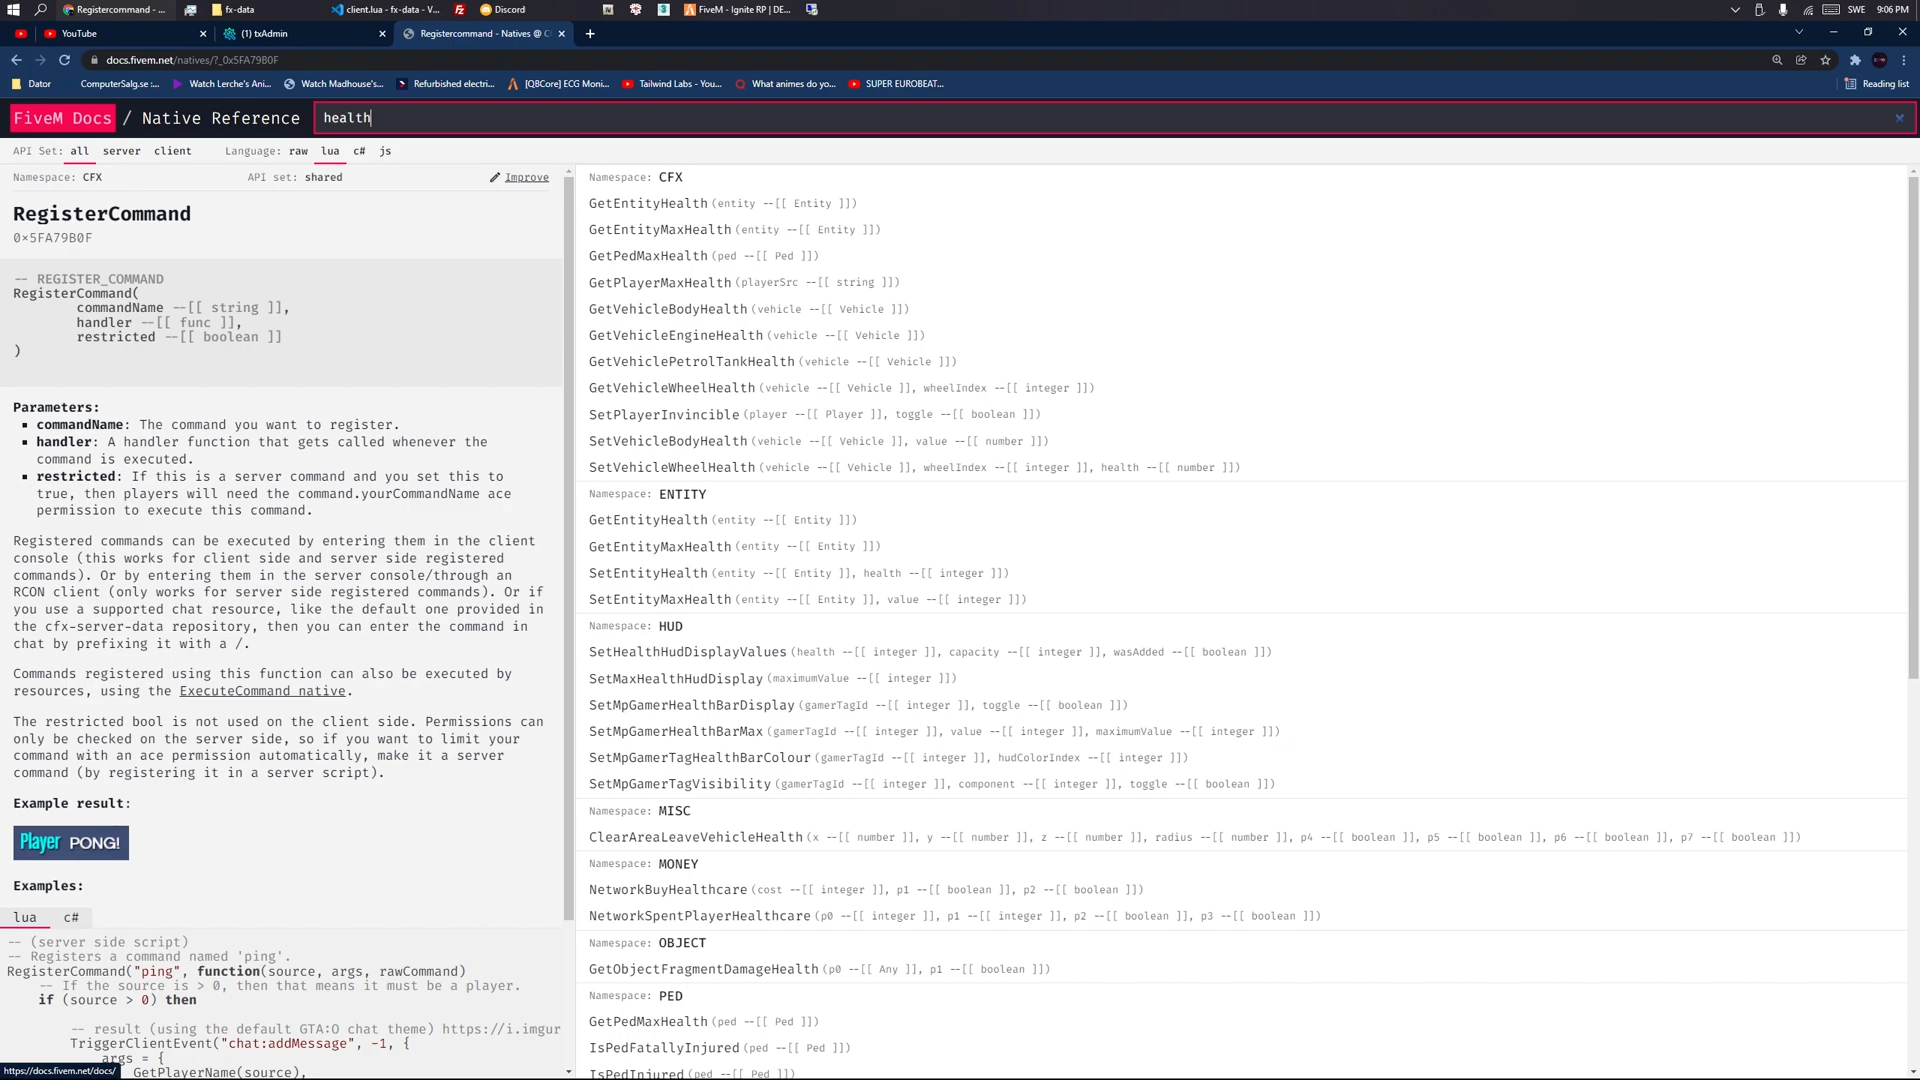 Registercommand - ...
fx-data
client.lua - fx-data - V...
Discord
FiveM - Ignite RP | DE...
SWE
9:06 PM
YouTube
(1) txAdmin
Registercommand - Natives @ C
docs.fivem.net/natives/?_0x5FA79B0F
Dator
ComputerSalg.se :...
Watch Lerche's Ani...
Watch Madhouse's...
Refurbished electri...
[QBCore] ECG Moni...
Tailwind Labs - You...
What animes do yo...
SUPER EUROBEAT...
Reading list
FiveM Docs / Native Reference
health
API Set: all server client Language: raw lua c# js
Namespace: CFX API set: shared Improve
RegisterCommand
0×5FA79B0F
-- REGISTER_COMMAND
RegisterCommand(
commandName --[[ string ]],
handler --[[ func ]],
restricted --[[ boolean ]]
)
Parameters:
commandName: The command you want to register.
handler: A handler function that gets called whenever the
command is executed.
restricted: If this is a server command and you set this to
true, then players will need the command.yourCommandName ace
permission to execute this command.
Registered commands can be executed by entering them in the client
console (this works for client side and server side registered
commands). Or by entering them in the server console/through an
RCON client (only works for server side registered commands). Or if
you use a supported chat resource, like the default one provided in
the cfx-server-data repository, then you can enter the command in
chat by prefixing it with a /.
Commands registered using this function can also be executed by
resources, using the ExecuteCommand native.
The restricted bool is not used on the client side. Permissions can
only be checked on the server side, so if you want to limit your
command with an ace permission automatically, make it a server
command (by registering it in a server script).
Example result:
Player PONG!
Examples:
lua c#
-- (server side script)
-- Registers a command named 'ping'.
RegisterCommand("ping", function(source, args, rawCommand)
-- If the source is > 0, then that means it must be a player.
if (source > 0) then
-- result (using the default GTA:O chat theme) https://i.imgur
TriggerClientEvent("chat:addMessage", -1, {
args = {
GetPlayerName(source),
https://docs.fivem.net/docs/
Namespace: CFX
GetEntityHealth(entity --[[ Entity ]])
GetEntityMaxHealth(entity --[[ Entity ]])
GetPedMaxHealth(ped --[[ Ped ]])
GetPlayerMaxHealth(playerSrc --[[ string ]])
GetVehicleBodyHealth(vehicle --[[ Vehicle ]])
GetVehicleEngineHealth(vehicle --[[ Vehicle ]])
GetVehiclePetrolTankHealth(vehicle --[[ Vehicle ]])
GetVehicleWheelHealth(vehicle --[[ Vehicle ]], wheelIndex --[[ integer ]])
SetPlayerInvincible(player --[[ Player ]], toggle --[[ boolean ]])
SetVehicleBodyHealth(vehicle --[[ Vehicle ]], value --[[ number ]])
SetVehicleWheelHealth(vehicle --[[ Vehicle ]], wheelIndex --[[ integer ]], health --[[ number ]])
Namespace: ENTITY
GetEntityHealth(entity --[[ Entity ]])
GetEntityMaxHealth(entity --[[ Entity ]])
SetEntityHealth(entity --[[ Entity ]], health --[[ integer ]])
SetEntityMaxHealth(entity --[[ Entity ]], value --[[ integer ]])
Namespace: HUD
SetHealthHudDisplayValues(health --[[ integer ]], capacity --[[ integer ]], wasAdded --[[ boolean ]])
SetMaxHealthHudDisplay(maximumValue --[[ integer ]])
SetMpGamerHealthBarDisplay(gamerTagId --[[ integer ]], toggle --[[ boolean ]])
SetMpGamerHealthBarMax(gamerTagId --[[ integer ]], value --[[ integer ]], maximumValue --[[ integer ]])
SetMpGamerTagHealthBarColour(gamerTagId --[[ integer ]], hudColorIndex --[[ integer ]])
SetMpGamerTagVisibility(gamerTagId --[[ integer ]], component --[[ integer ]], toggle --[[ boolean ]])
Namespace: MISC
ClearAreaLeaveVehicleHealth(x --[[ number ]], y --[[ number ]], z --[[ number ]], radius --[[ number ]], p4 --[[ boolean ]], p5 --[[ boolean ]], p6 --[[ boolean ]], p7 --[[ boolean ]])
Namespace: MONEY
NetworkBuyHealthcare(cost --[[ integer ]], p1 --[[ boolean ]], p2 --[[ boolean ]])
NetworkSpentPlayerHealthcare(p0 --[[ integer ]], p1 --[[ integer ]], p2 --[[ boolean ]], p3 --[[ boolean ]])
Namespace: OBJECT
GetObjectFragmentDamageHealth(p0 --[[ Any ]], p1 --[[ boolean ]])
Namespace: PED
GetPedMaxHealth(ped --[[ Ped ]])
IsPedFatallyInjured(ped --[[ Ped ]])
IsPedInjured(ped --[[ Ped ]])